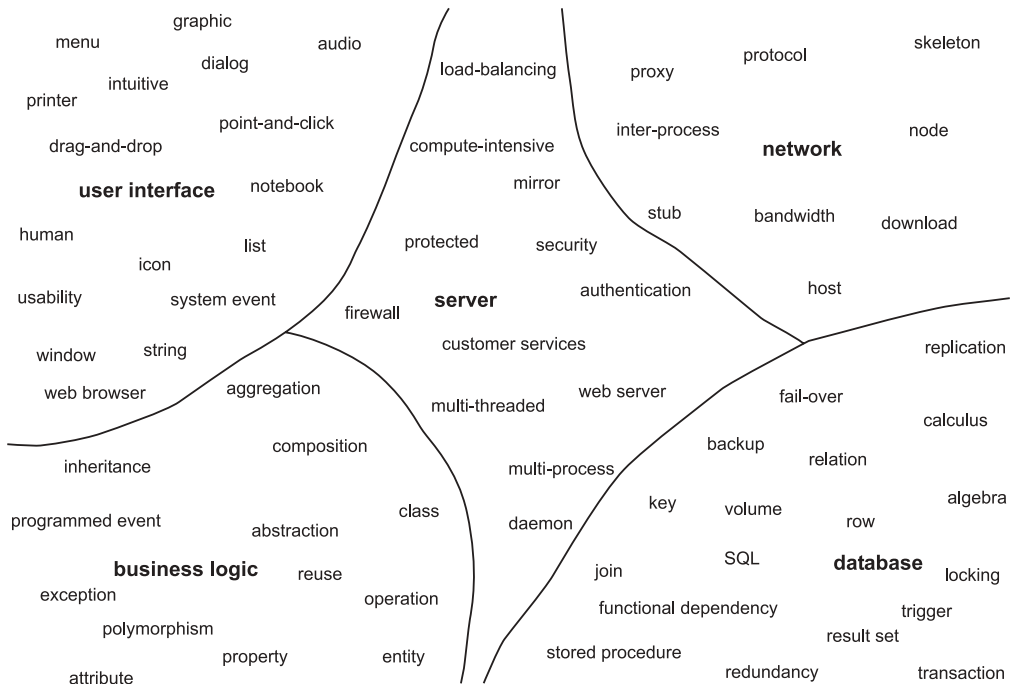 graphic
menu
audio
dialog
intuitive
printer
point-and-click
drag-and-drop
user interface
notebook
human
list
icon
usability
system event
window
string
web browser
load-balancing
compute-intensive
mirror
protected
security
authentication
server
firewall
customer services
web server
multi-threaded
multi-process
daemon
skeleton
protocol
proxy
inter-process
node
network
stub
bandwidth
download
host
aggregation
composition
inheritance
class
programmed event
abstraction
business logic
reuse
exception
operation
polymorphism
property
entity
attribute
replication
fail-over
calculus
backup
relation
key
volume
algebra
row
SQL
database
join
locking
functional dependency
trigger
result set
stored procedure
redundancy
transaction